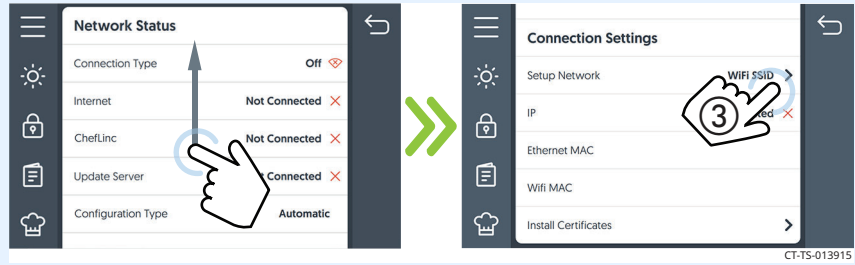 Network Status
Connection Type Off
Internet Not Connected
ChefLinc Not Connected
Update Server Connected
Configuration Type Automatic
Connection Settings
Setup Network WiFi SSID
3
IP
Ethernet MAC
Wifi MAC
Install Certificates
CT-TS-013915